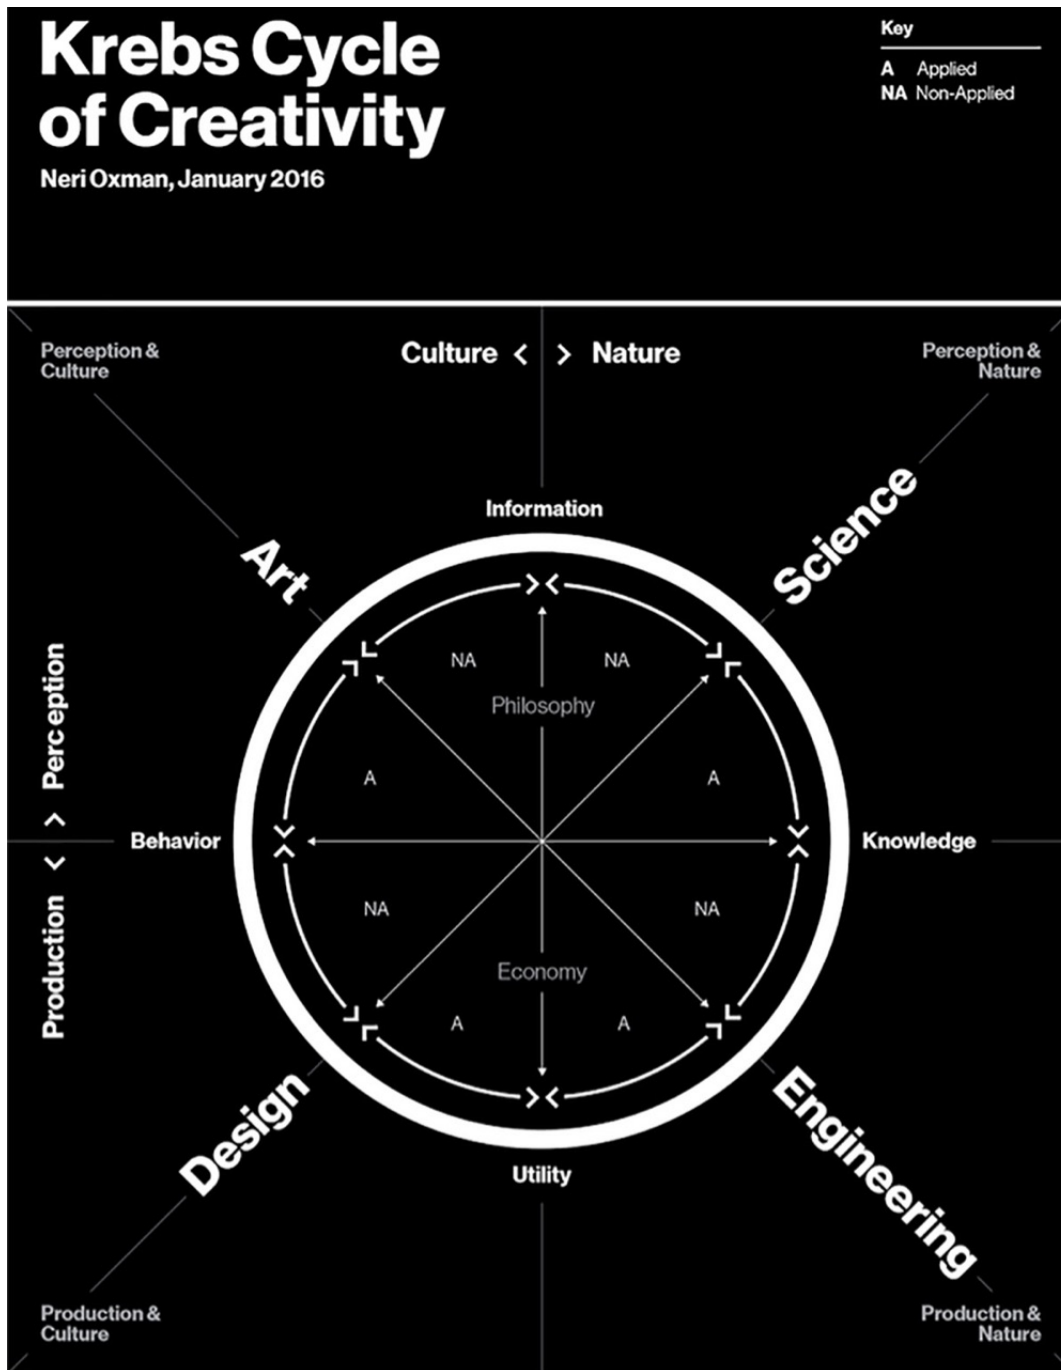 Krebs Cycle
of Creativity
Neri Oxman, January 2016
Key
A Applied
NA Non-Applied
Perception &
Culture
Culture < > Nature
Perception &
Nature
Information
Art
Science
NA
NA
Philosophy
Production < > Perception
A
A
Behavior
Knowledge
NA
NA
Economy
A
A
Design
Engineering
Utility
Production &
Culture
Production &
Nature